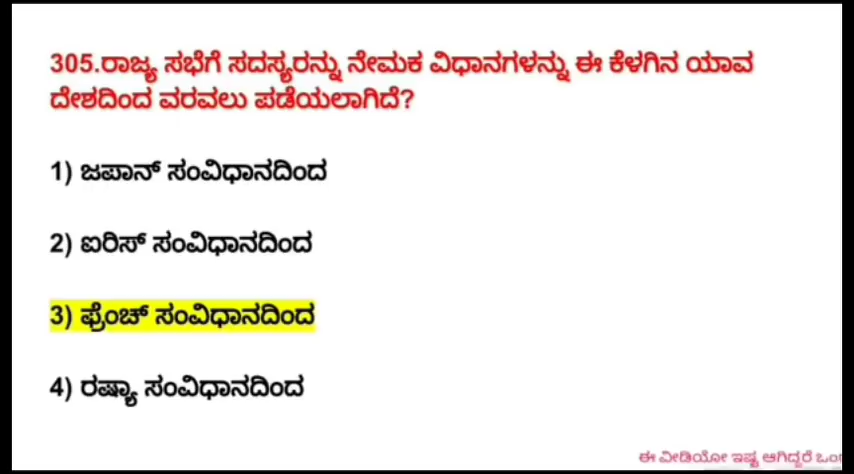 305.ರಾಜ್ಯ ಸಭೆಗೆ ಸದಸ್ಯರನ್ನು ನೇಮಕ ವಿಧಾನಗಳನ್ನು ಈ ಕೆಳಗಿನ ಯಾವ
ದೇಶದಿಂದ ವರವಲು ಪಡೆಯಲಾಗಿದೆ?
1) ಜಪಾನ್ ಸಂವಿಧಾನದಿಂದ
2) ಐರಿಸ್ ಸಂವಿಧಾನದಿಂದ
3) ಫ್ರೆಂಚ್ ಸಂವಿಧಾನದಿಂದ
4) ರಷ್ಯಾ ಸಂವಿಧಾನದಿಂದ
ಈ ವೀಡಿಯೋ ಇಷ್ಟ ಆಗಿದ್ದರೆ